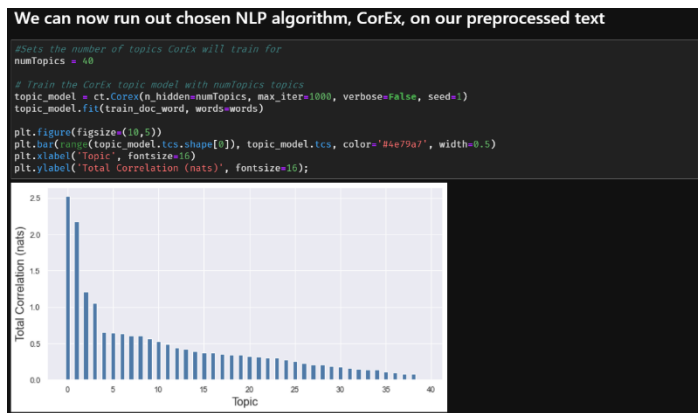 We can now run out chosen NLP algorithm, CorEx, on our preprocessed text
#Sets the number of topics CorEx will train for
numTopics = 40
# Train the CorEx topic model with numTopics topics
topic_model = ct.Corex(n_hidden=numTopics, max_iter=1000, verbose=False, seed=1)
topic_model.fit(train_doc_word, words=words)
plt.figure(figsize=(10,5))
plt.bar(range(topic_model.tcs.shape[0]), topic_model.tcs, color='#4e79a7', width=0.5)
plt.xlabel('Topic', fontsize=16)
plt.ylabel('Total Correlation (nats)', fontsize=16);
Total Correlation (nats)
2.5
2.0
1.5
1.0
0.5
0.0
0 5 10 15 20 25 30 35 40
Topic